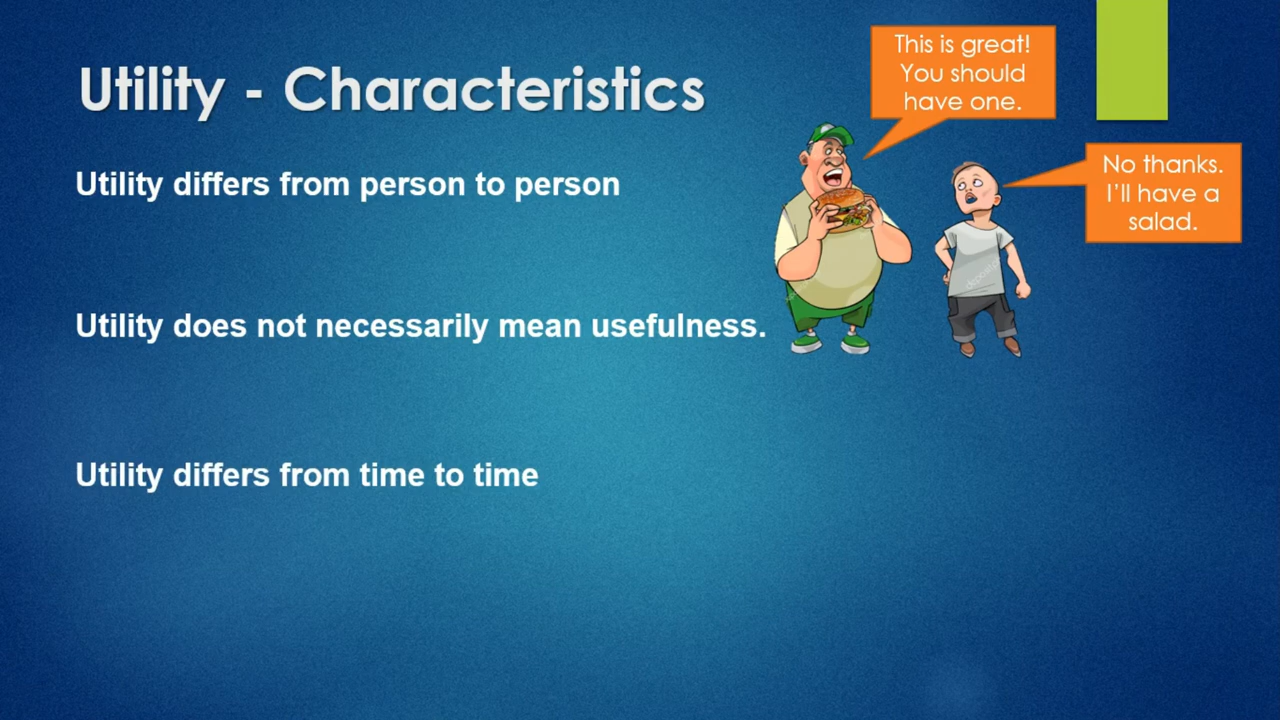 Utility - Characteristics
This is great!
You should
have one.
No thanks.
I'll have a
salad.
Utility differs from person to person
Utility does not necessarily mean usefulness.
Utility differs from time to time